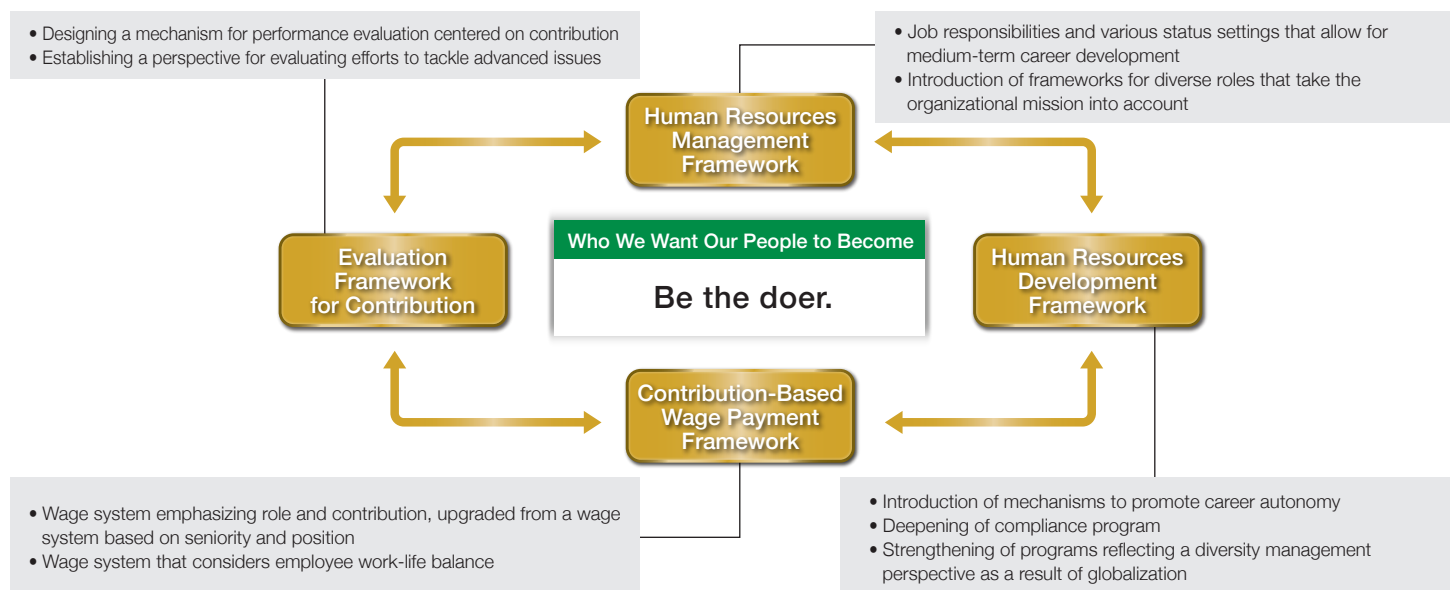 • Designing a mechanism for performance evaluation centered on contribution
• Establishing a perspective for evaluating efforts to tackle advanced issues
• Job responsibilities and various status settings that allow for
medium-term career development
• Introduction of frameworks for diverse roles that take the
organizational mission into account
Human Resources
Management
Framework
Evaluation
Framework
for Contribution
Who We Want Our People to Become
Be the doer.
Human Resources
Development
Framework
Contribution-Based
Wage Payment
Framework
• Wage system emphasizing role and contribution, upgraded from a wage
system based on seniority and position
• Wage system that considers employee work-life balance
• Introduction of mechanisms to promote career autonomy
• Deepening of compliance program
• Strengthening of programs reflecting a diversity management
perspective as a result of globalization